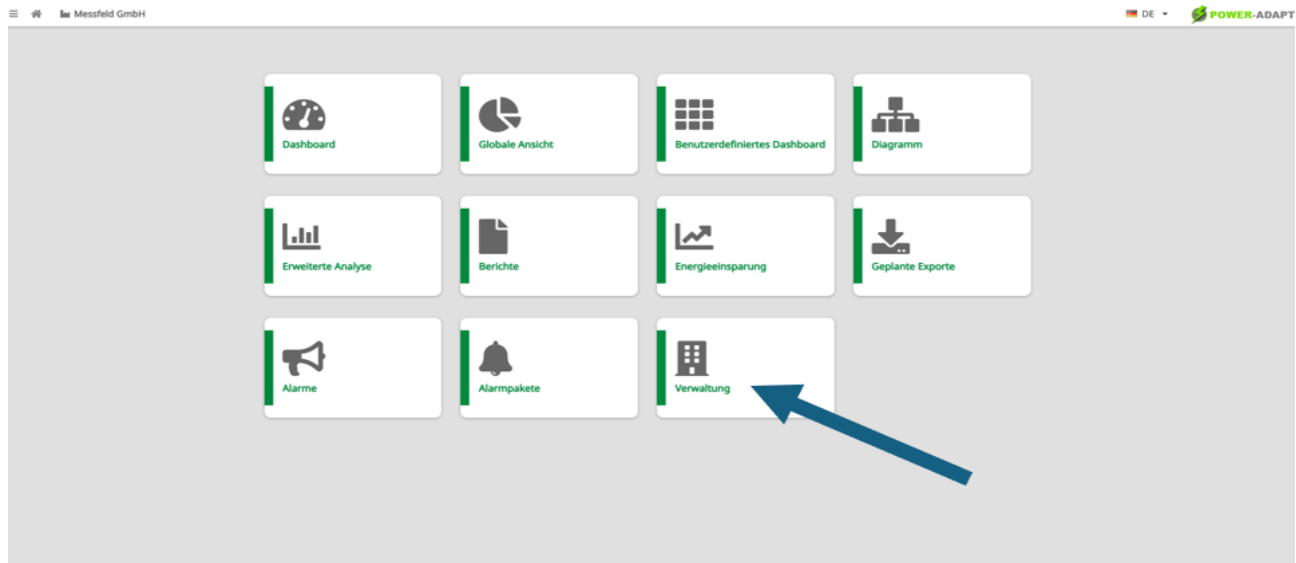 Messfeld GmbH
DE
POWER-ADAPT
Dashboard
Globale Ansicht
Benutzerdefiniertes Dashboard
Diagramm
Erweiterte Analyse
Berichte
Energieeinsparung
Geplante Exporte
Alarme
Alarmpakete
Verwaltung